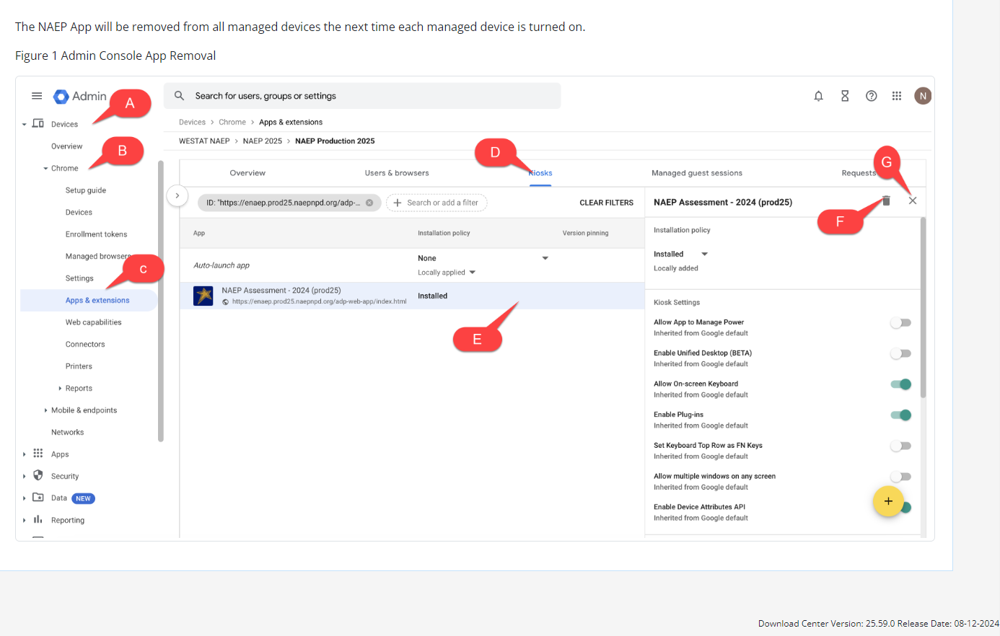 The NAEP App will be removed from all managed devices the next time each managed device is turned on.
Figure 1 Admin Console App Removal
Admin
Search for users, groups or settings
N
A
Devices
Overview
B
Chrome
Setup guide
Devices
Enrollment tokens
Managed browsers
C
Settings
Apps & extensions
Web capabilities
Connectors
Printers
Reports
Mobile & endpoints
Networks
Apps
Security
Data NEW
Reporting
Devices > Chrome > Apps & extensions
WESTAT NAEP > NAEP 2025 > NAEP Production 2025
D
G
Overview
Users & browsers
Kiosks
Managed guest sessions
Requests
ID: "https://enaep.prod25.naepnpd.org/adp-...
Search or add a filter
CLEAR FILTERS
App
Installation policy
Version pinning
Auto-launch app
None
Locally applied
NAEP Assessment - 2024 (prod25)
https://enaep.prod25.naepnpd.org/adp-web-app/index.html
Installed
E
NAEP Assessment - 2024 (prod25)
F
Installation policy
Installed
Locally added
Kiosk Settings
Allow App to Manage Power
Inherited from Google default
Enable Unified Desktop (BETA)
Inherited from Google default
Allow On-screen Keyboard
Inherited from Google default
Enable Plug-ins
Inherited from Google default
Set Keyboard Top Row as FN Keys
Inherited from Google default
Allow multiple windows on any screen
Inherited from Google default
Enable Device Attributes API
Inherited from Google default
Download Center Version: 25.59.0 Release Date: 08-12-2024